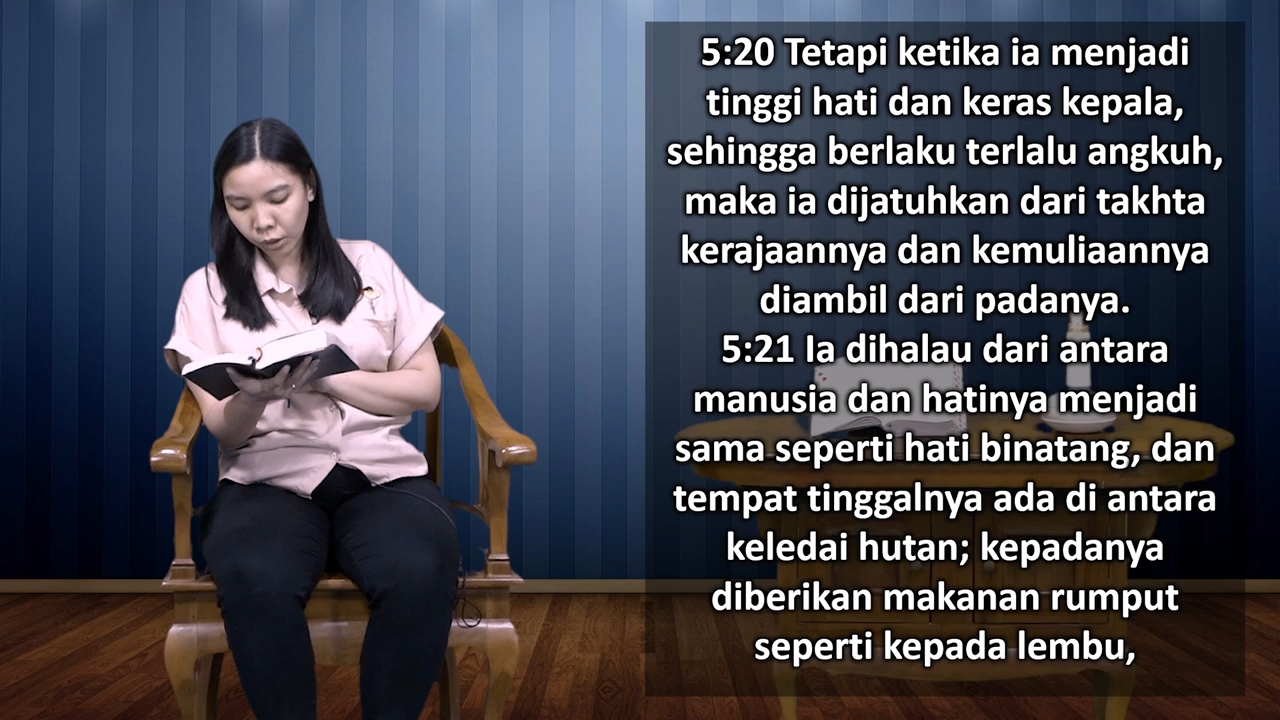 5:20 Tetapi ketika ia menjadi
tinggi hati dan keras kepala,
sehingga berlaku terlalu angkuh,
maka ia dijatuhkan dari takhta
kerajaannya dan kemuliaannya
diambil dari padanya.
5:21 Ia dihalau dari antara
manusia dan hatinya menjadi
sama seperti hati binatang, dan
tempat tinggalnya ada di antara
keledai hutan; kepadanya
diberikan makanan rumput
seperti kepada lembu,